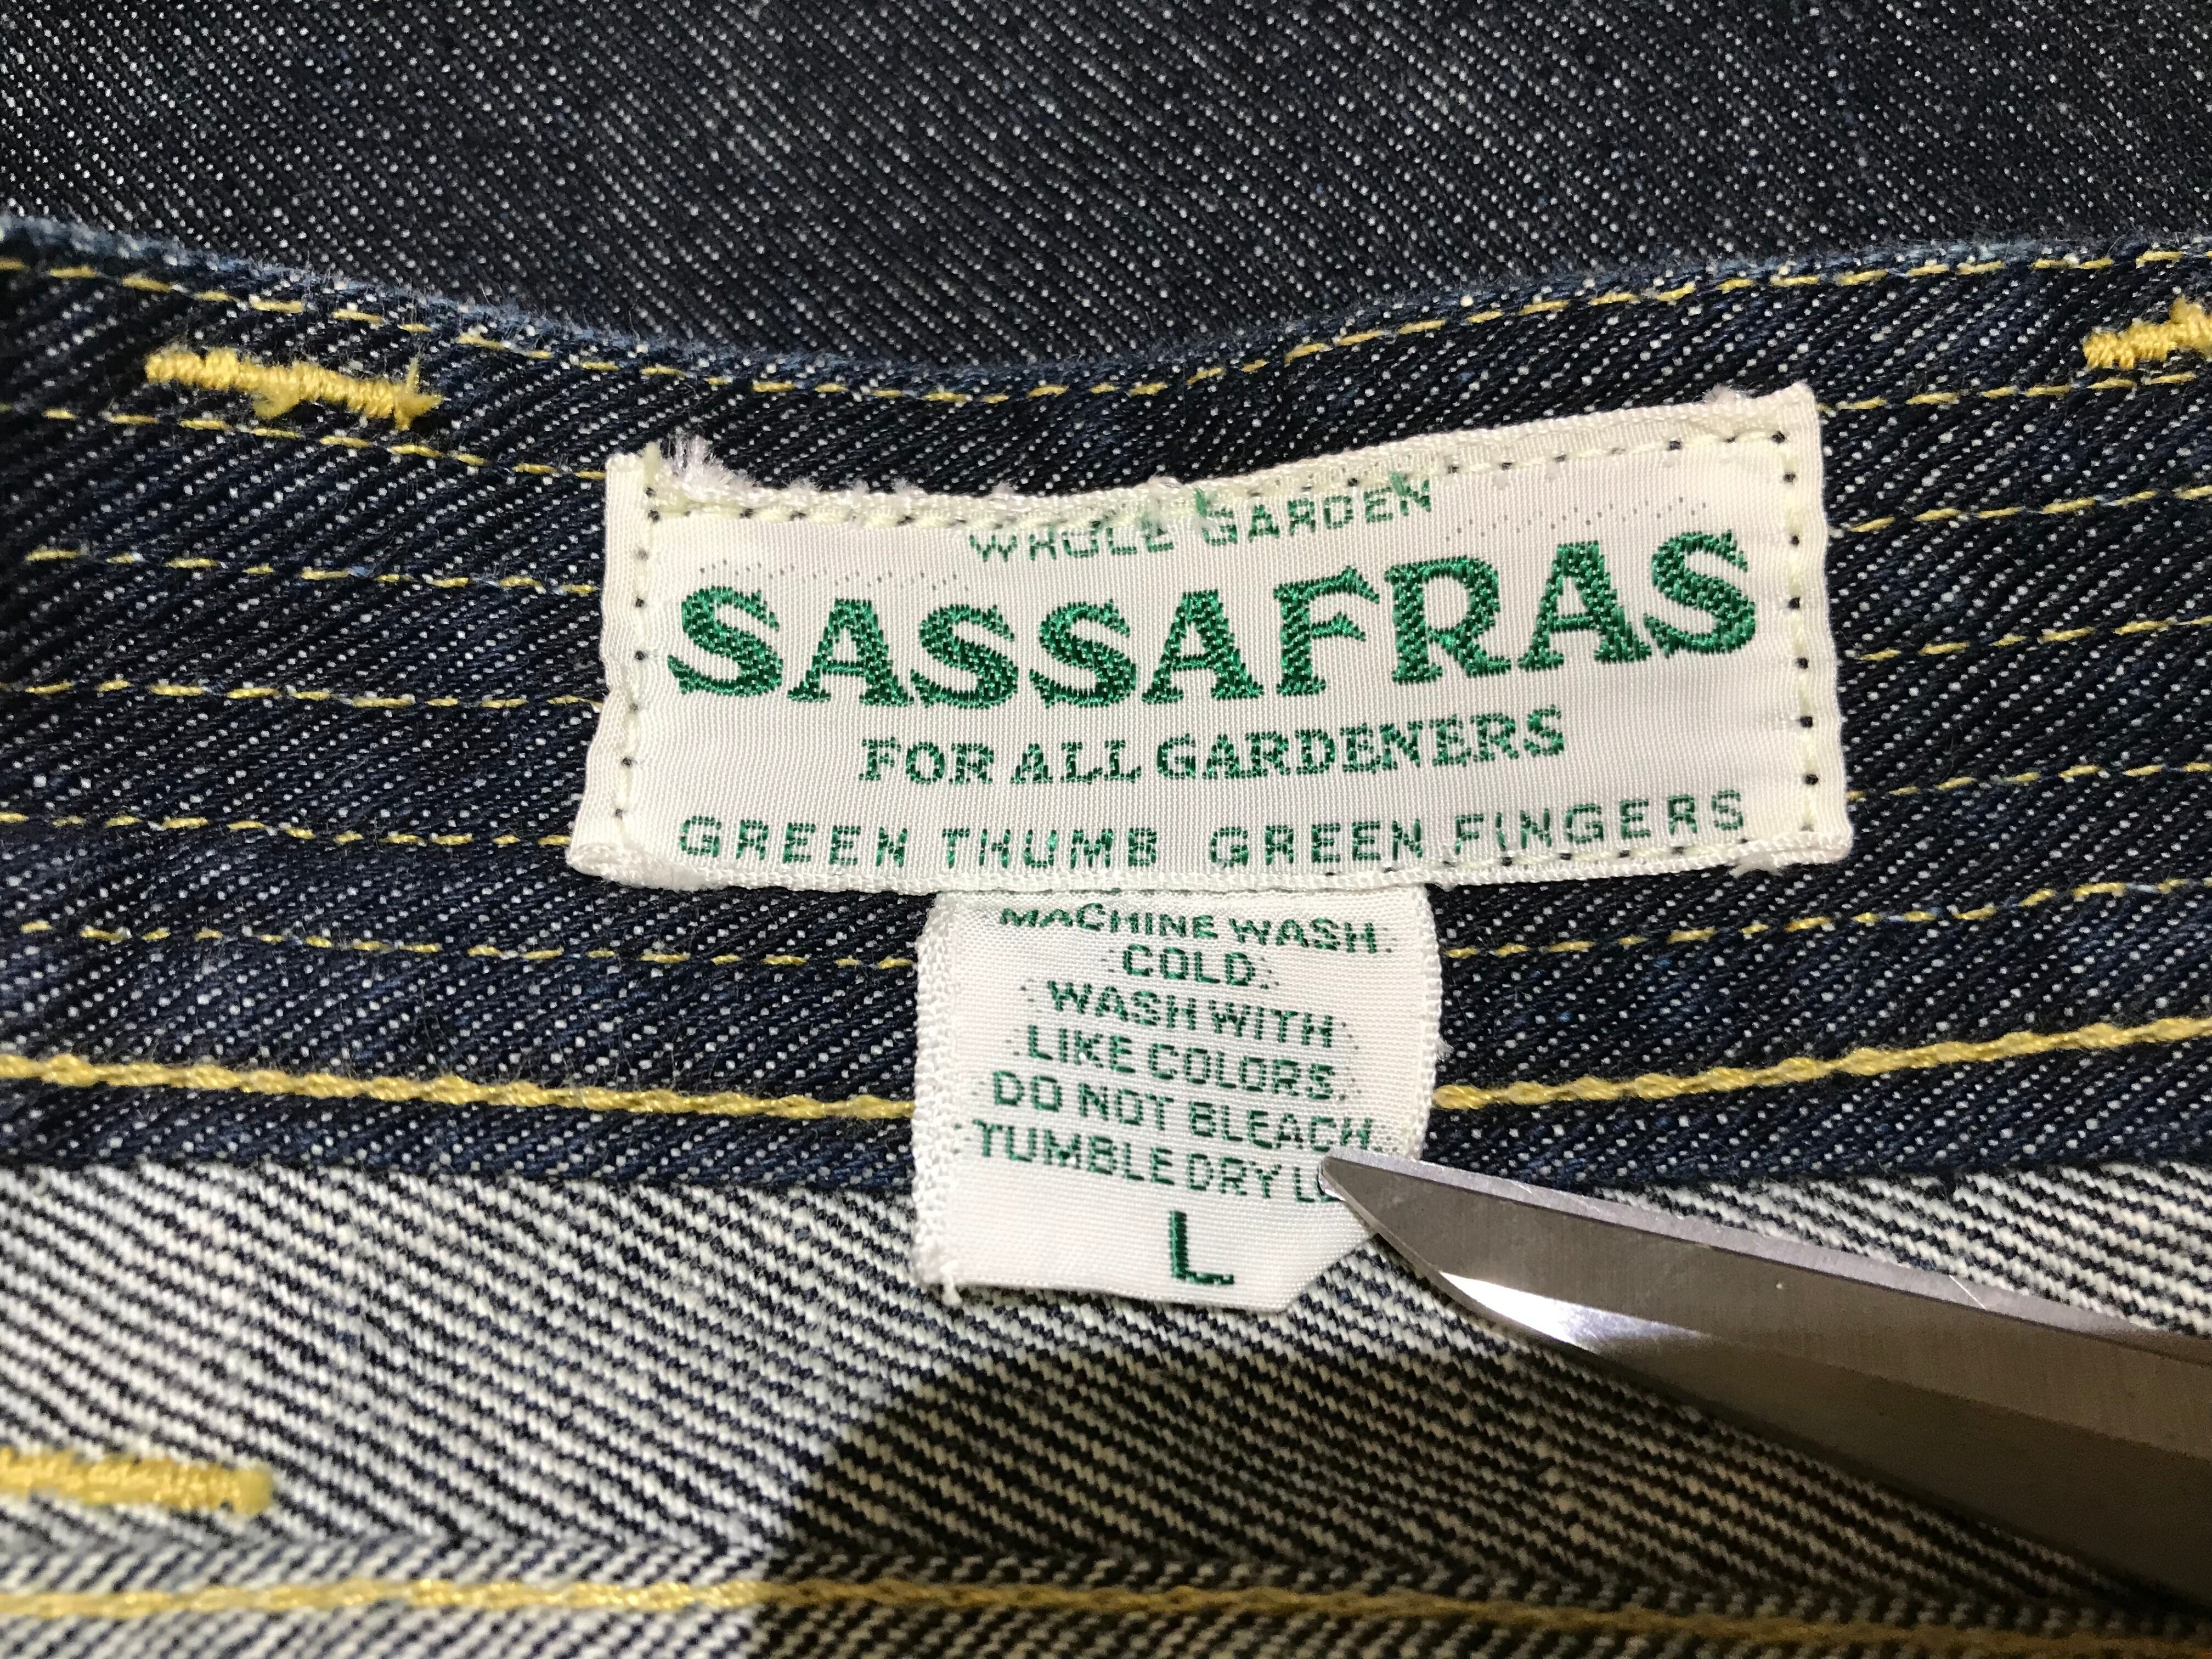 WHOLE GARDEN
SASSAFRAS
FOR ALL GARDENERS
GREEN THUMB GREEN FINGERS
MACHINE WASH
COLD
WASH WITH
LIKE COLORS
DO NOT BLEACH
TUMBLE DRY
L